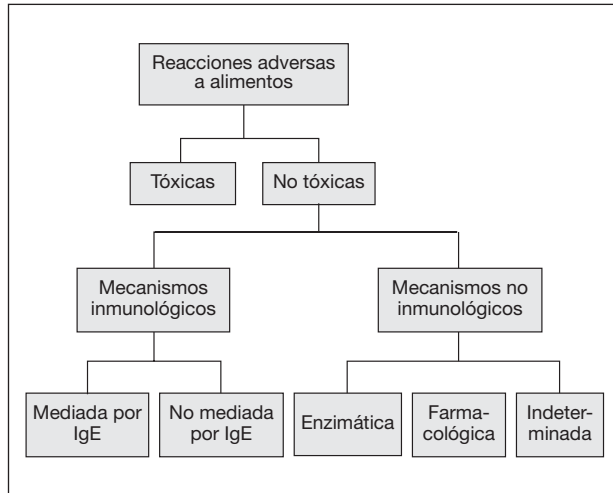 Reacciones adversas
a alimentos
Tóxicas
No tóxicas
Mecanismos
inmunológicos
Mecanismos no
inmunológicos
Mediada por
IgE
No mediada
por IgE
Enzimática
Farma-
cológica
Indeter-
minada